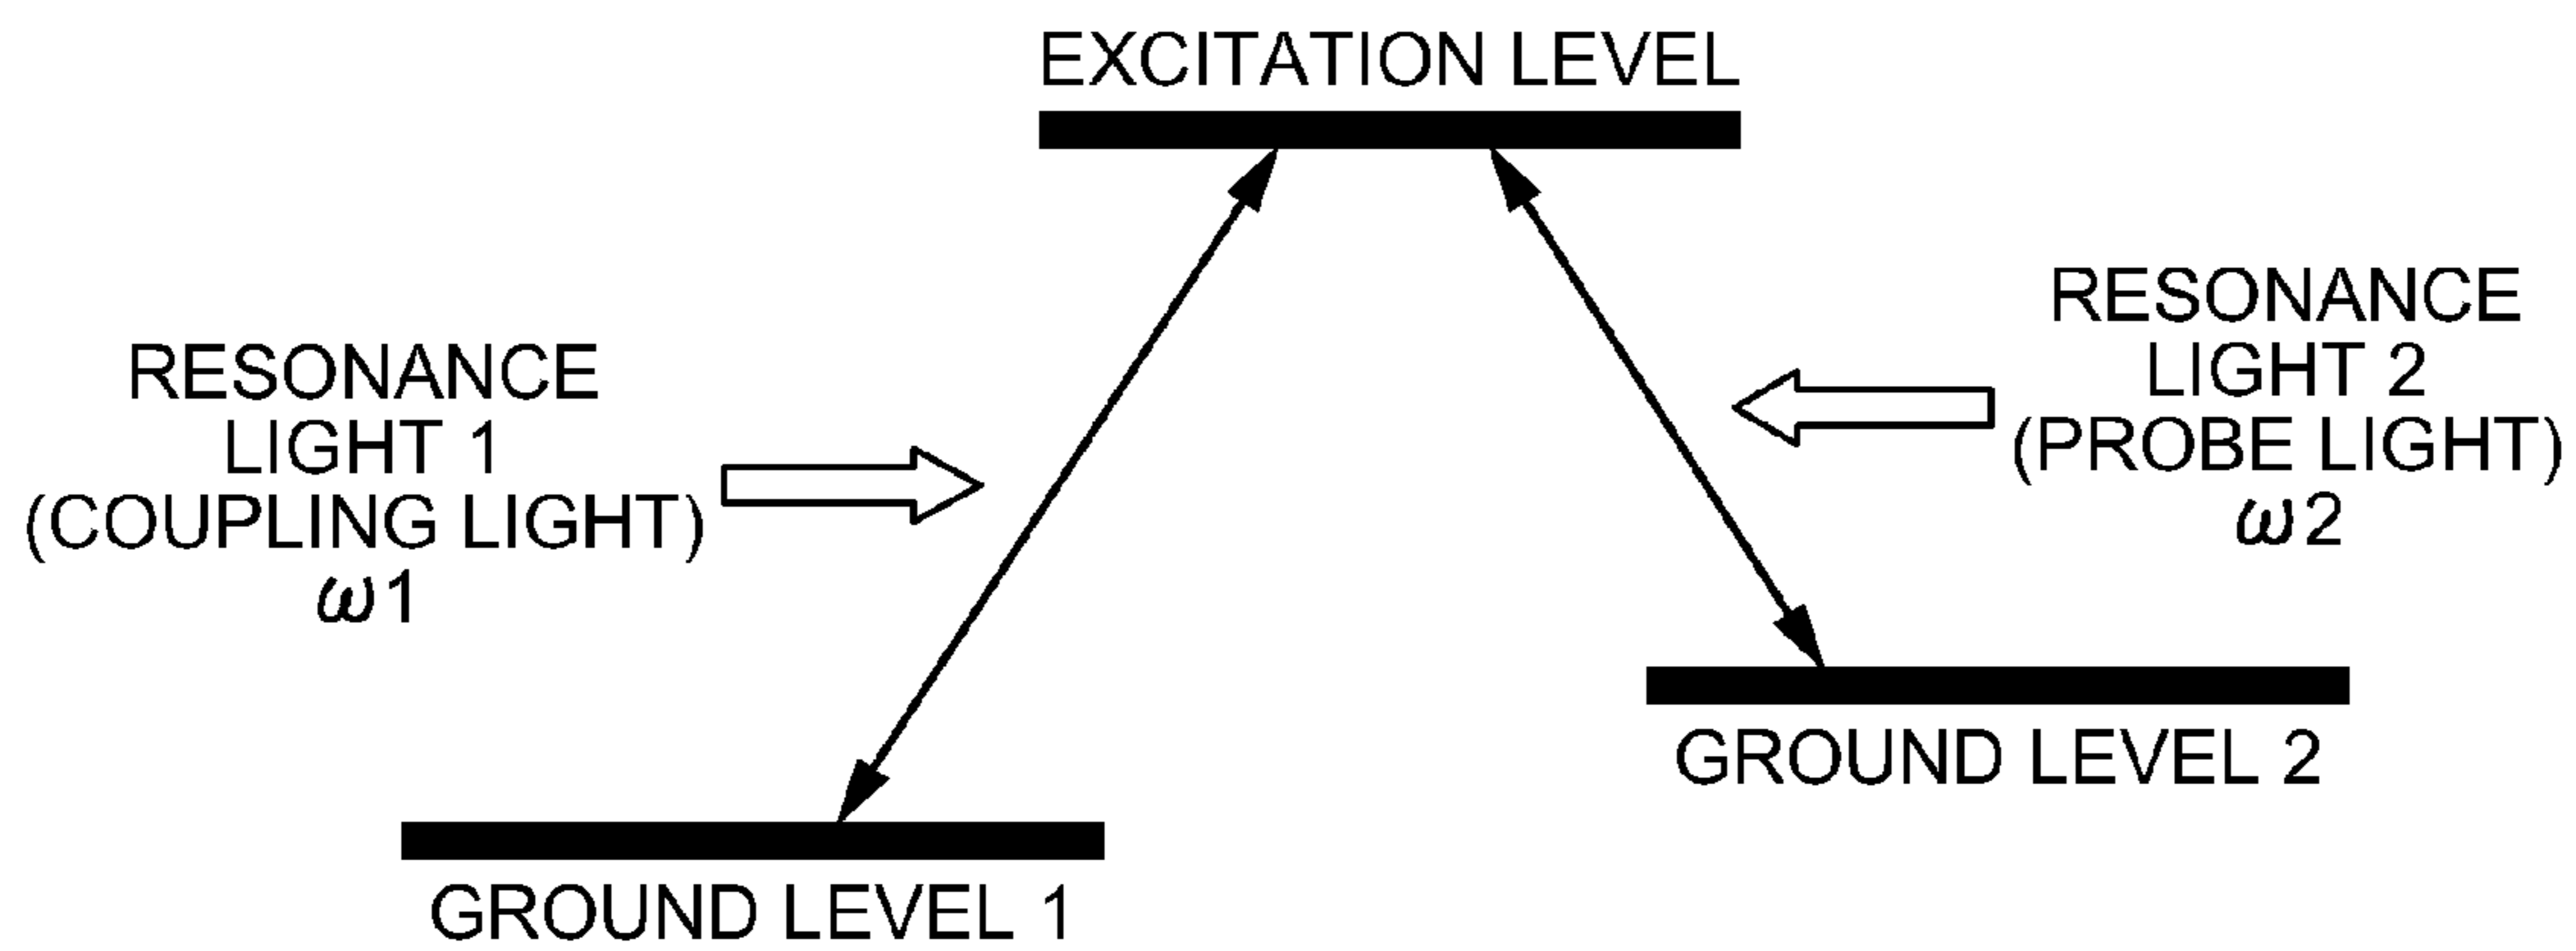 EXCITATION LEVEL
RESONANCE
LIGHT 1
(COUPLING LIGHT)
ω1
RESONANCE
LIGHT 2
(PROBE LIGHT)
ω2
GROUND LEVEL 2
GROUND LEVEL 1